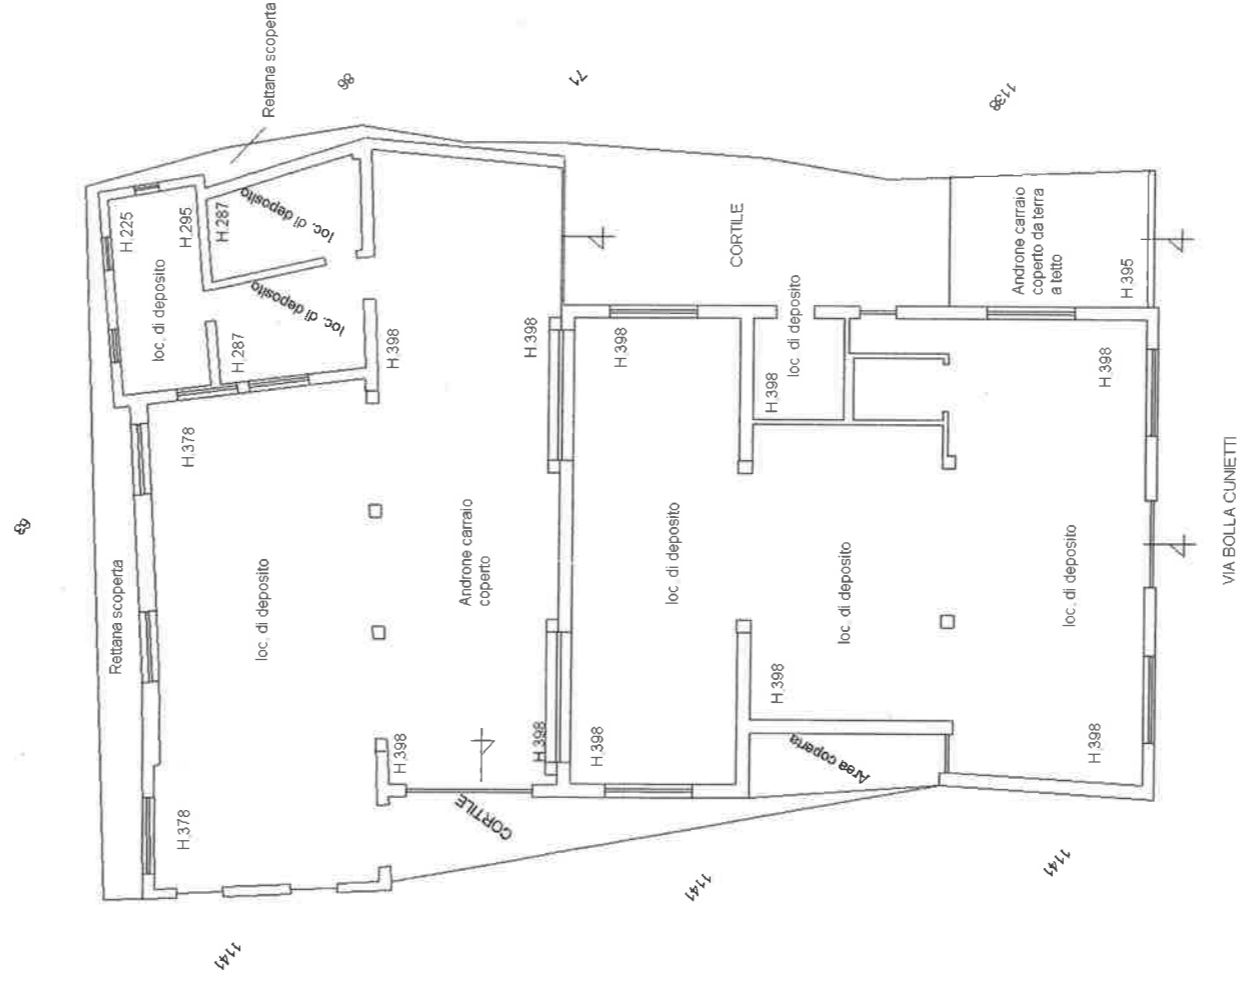 Rettana scoperta
86
71
1138
H.225
H.295
loc. di deposito
H.287
loc. di deposito
loc. di deposito
H.287
H.398
H.398
H.378
Rettana scoperta
loc. di deposito
H.378
Androne carraio
coperto
H.398
H.398
CORTILE
CORTILE
loc. di deposito
H.398
H.398
loc. di deposito
H.398
Androne carraio
coperto da terra
a tetto
H.395
H.398
loc. di deposito
H.398
Area coperta
loc. di deposito
H.398
VIA BOLLA CUNIETTI
1141
1141
1141